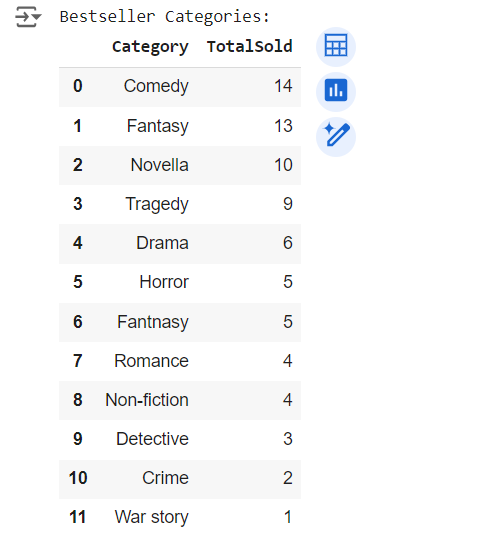 Bestseller Categories:
Category TotalSold
0 Comedy 14
1 Fantasy 13
2 Novella 10
3 Tragedy 9
4 Drama 6
5 Horror 5
6 Fantnasy 5
7 Romance 4
8 Non-fiction 4
9 Detective 3
10 Crime 2
11 War story 1